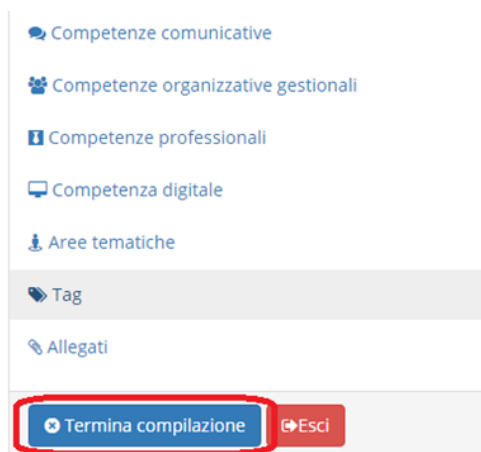 Competenze comunicative
Competenze organizzative gestionali
Competenze professionali
Competenza digitale
Aree tematiche
Tag
Allegati
Termina compilazione Esci